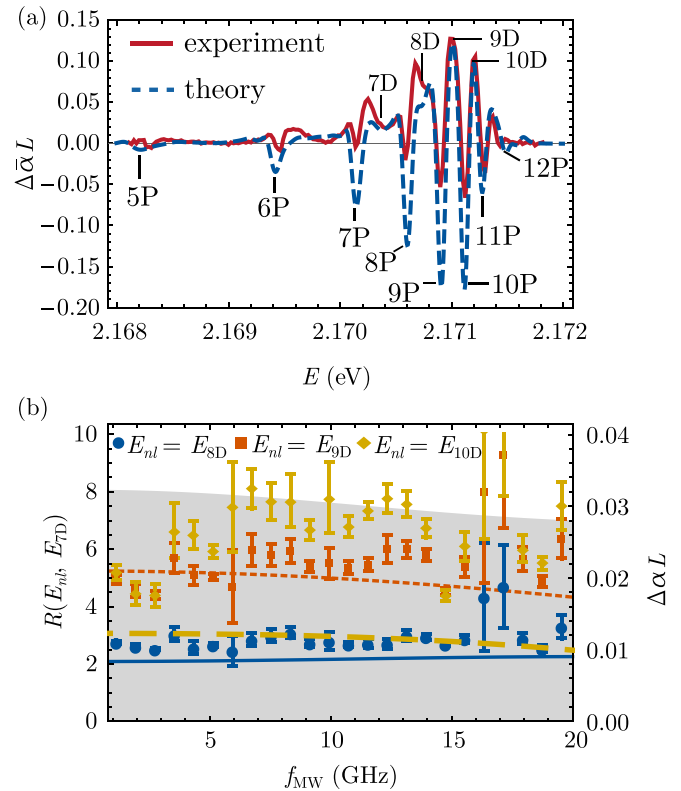 (a)
experiment
theory
8D
9D
10D
7D
5P
6P
7P
8P
9P
10P
11P
12P
0.15
0.10
0.05
0.00
−0.05
−0.10
−0.15
−0.20
Δᾱ L
2.168 2.169 2.170 2.171 2.172
E (eV)
(b)
E_nl = E_8D E_nl = E_9D E_nl = E_10D
10
8
6
4
2
0
R(E_nl, E_7D)
0.04
0.03
0.02
0.01
0.00
ΔαL
5 10 15 20
f_MW (GHz)